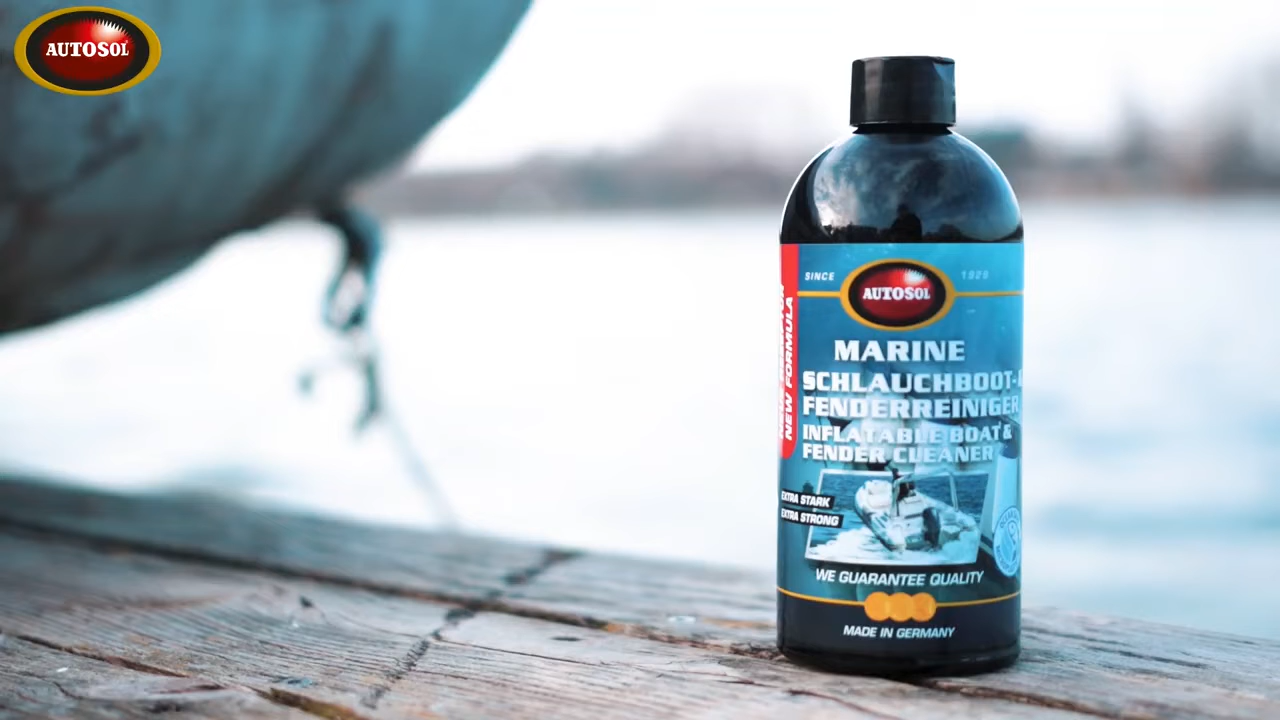 AUTOSOL
SINCE 1929
AUTOSOL
NEW FORMULA
MARINE
SCHLAUCHBOOT-
FENDERREINIGER
INFLATABLE BOAT &
FENDER CLEANER
EXTRA STARK
EXTRA STRONG
WE GUARANTEE QUALITY
MADE IN GERMANY